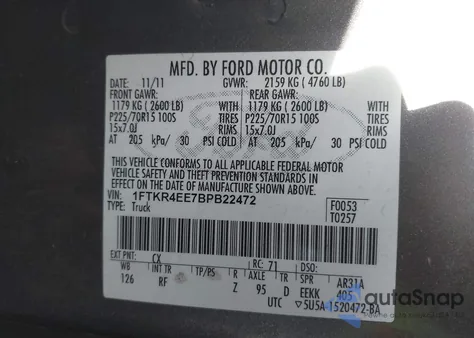 MFD. BY FORD MOTOR CO.
DATE: 11/11 GVWR: 2159 KG ( 4760 LB)
FRONT GAWR: REAR GAWR:
1179 KG ( 2600 LB) WITH 1179 KG ( 2600 LB) WITH
P225/70R15 100S TIRES P225/70R15 100S TIRES
15x7.0J RIMS 15x7.0J RIMS
AT 205 kPa/ 30 PSI COLD AT 205 kPa/ 30 PSI COLD
THIS VEHICLE CONFORMS TO ALL APPLICABLE FEDERAL MOTOR
VEHICLE SAFETY AND THEFT PREVENTION STANDARDS IN EFFECT
ON THE DATE OF MANUFACTURE SHOWN ABOVE.
VIN: 1FTKR4EE7BPB22472 F0053
TYPE: Truck T0257
EXT PNT: CX RC: 71
WB INT TR TP/PS R AXLE TR SPR AR31A
126 RF Z 95 D EEKK 405
UTC ▽5U5A-1520472-BA
autoSnap